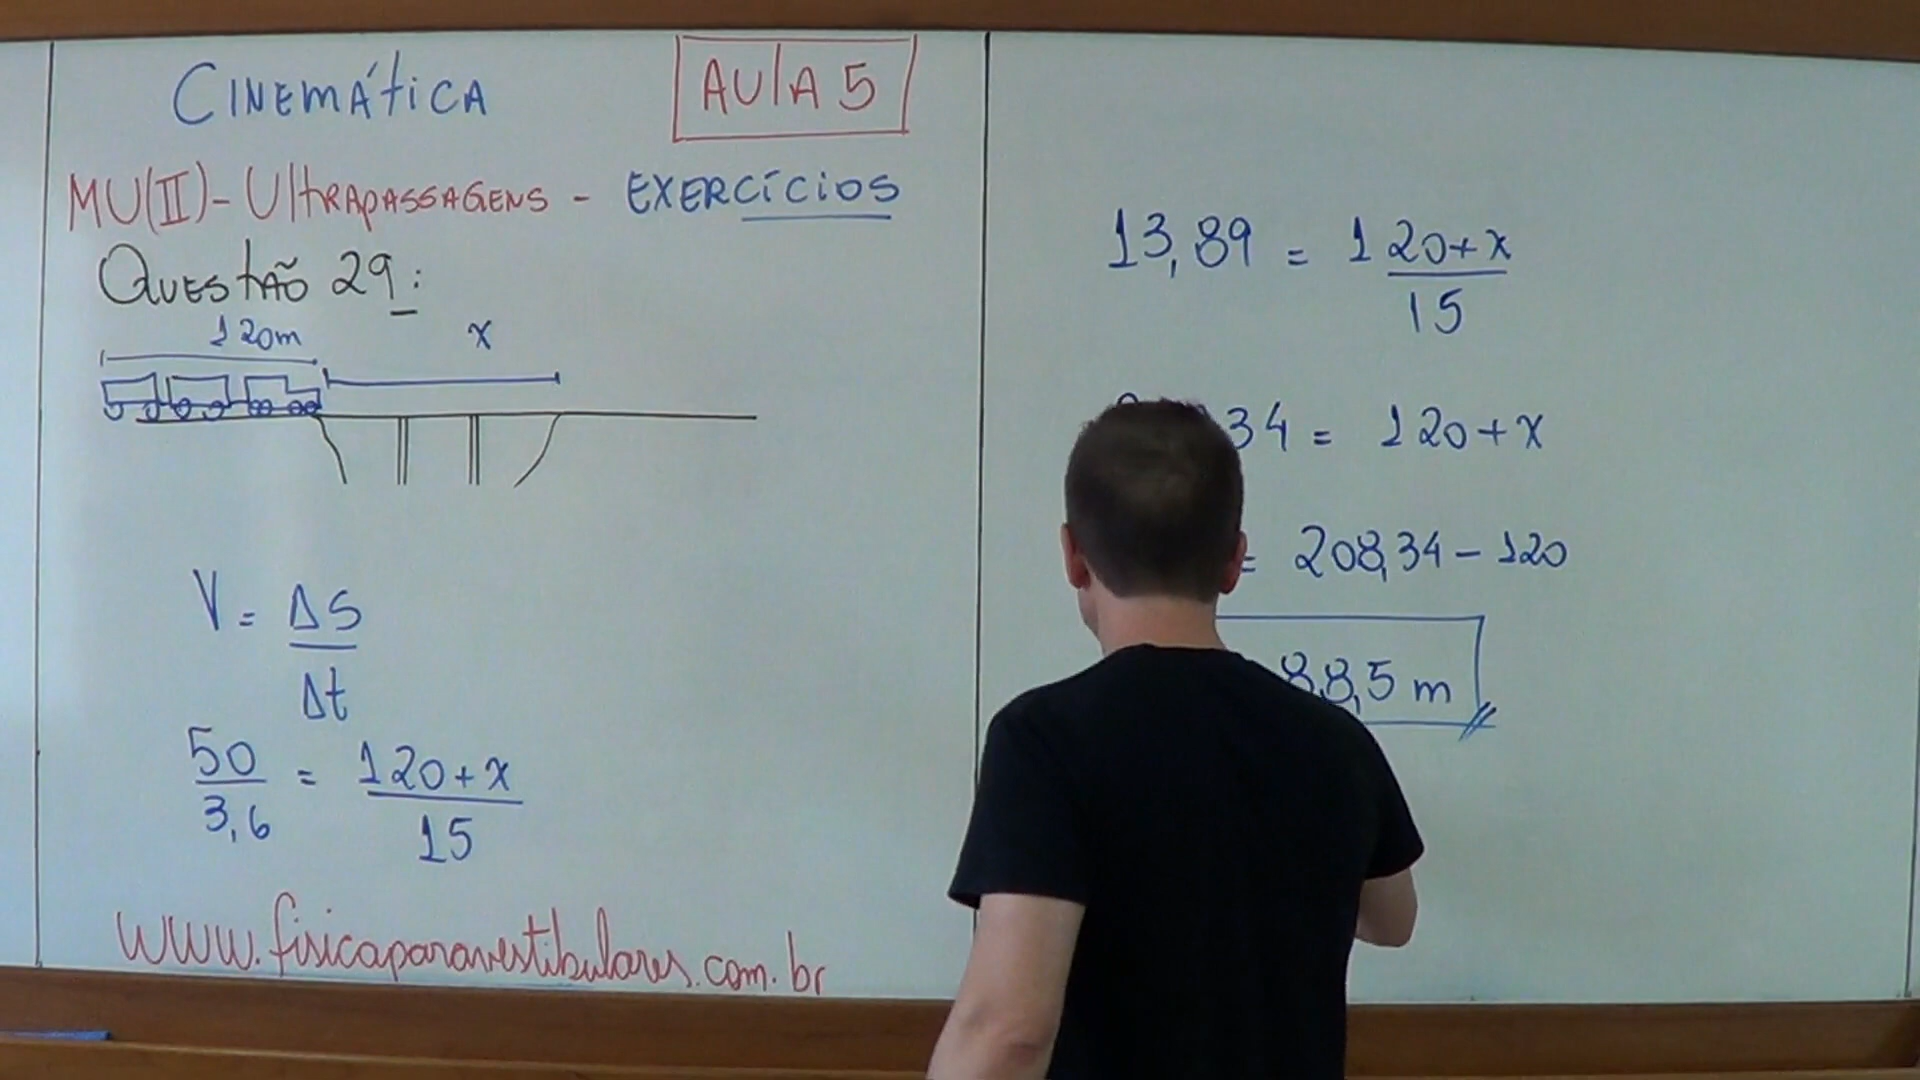 CINEMÁTICA
AULA 5
MU(II)-UltRAPASSAGENS - EXERCÍCIOS
QUESTÃO 29:
120m
x
V = ΔS
Δt
50 = 120+x
3,6 15
www.fisicaparavestibulares.com.br
13,89 = 120+x
15
34 = 120+x
= 208,34 - 120
88,5 m